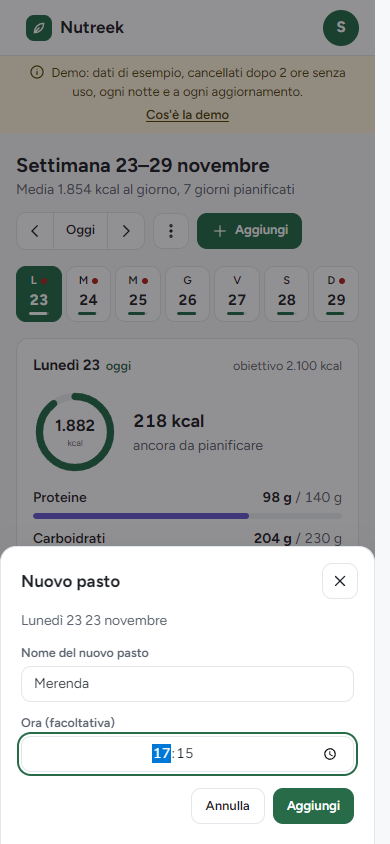 Nutreek
S
Demo: dati di esempio, cancellati dopo 2 ore senza
uso, ogni notte e a ogni aggiornamento.
Cos'è la demo
Settimana 23–29 novembre
Media 1.854 kcal al giorno, 7 giorni pianificati
Oggi
Aggiungi
L M M G V S D
23 24 25 26 27 28 29
Lunedì 23 oggi
obiettivo 2.100 kcal
1.882
kcal
218 kcal
ancora da pianificare
Proteine 98 g / 140 g
Carboidrati 204 g / 230 g
Nuovo pasto
Lunedì 23 23 novembre
Nome del nuovo pasto
Merenda
Ora (facoltativa)
17:15
Annulla
Aggiungi